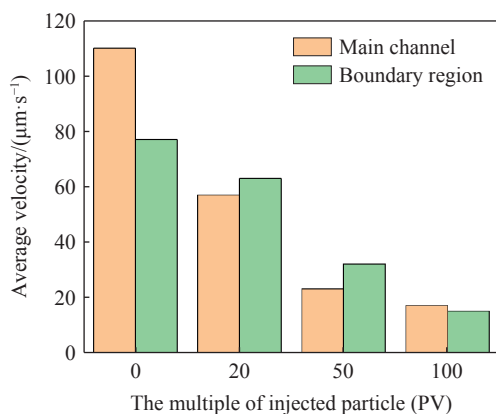 Average velocity/(μm·s⁻¹)
120
100
80
60
40
20
0
Main channel
Boundary region
0 20 50 100
The multiple of injected particle (PV)